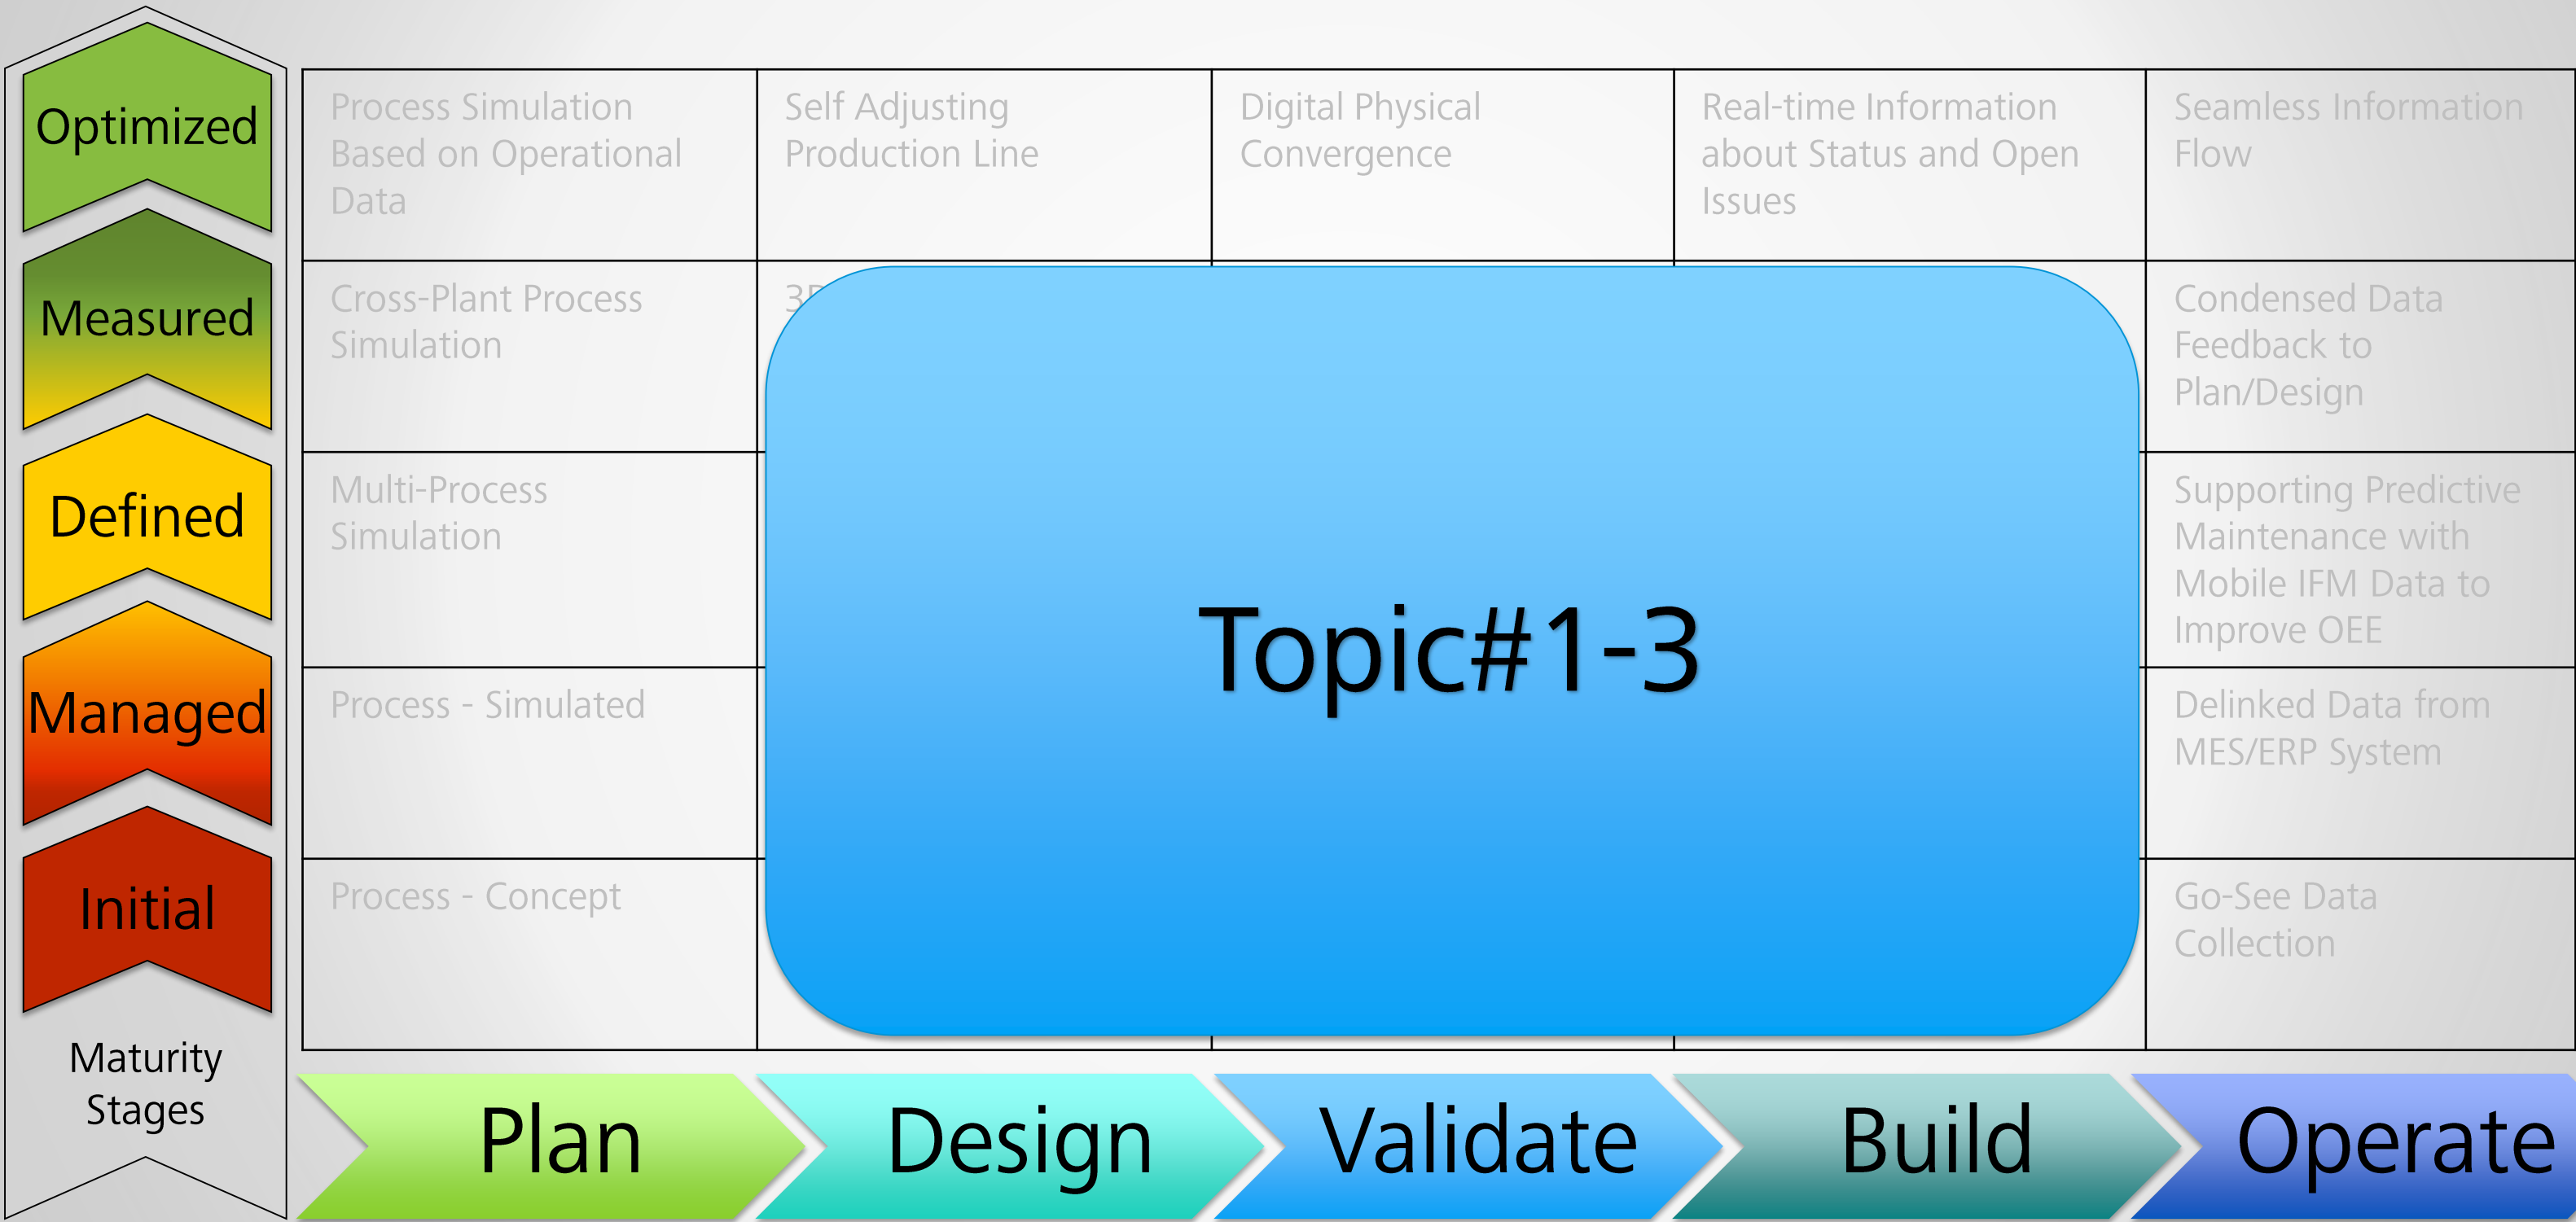 Optimized
Process Simulation
Based on Operational
Data
Self Adjusting
Production Line
Digital Physical
Convergence
Real-time Information
about Status and Open
Issues
Seamless Information
Flow
Measured
Cross-Plant Process
Simulation
Condensed Data
Feedback to
Plan/Design
Defined
Multi-Process
Simulation
Supporting Predictive
Maintenance with
Mobile IFM Data to
Improve OEE
Topic#1-3
Managed
Process - Simulated
Delinked Data from
MES/ERP System
Initial
Process - Concept
Go-See Data
Collection
Maturity
Stages
Plan
Design
Validate
Build
Operate